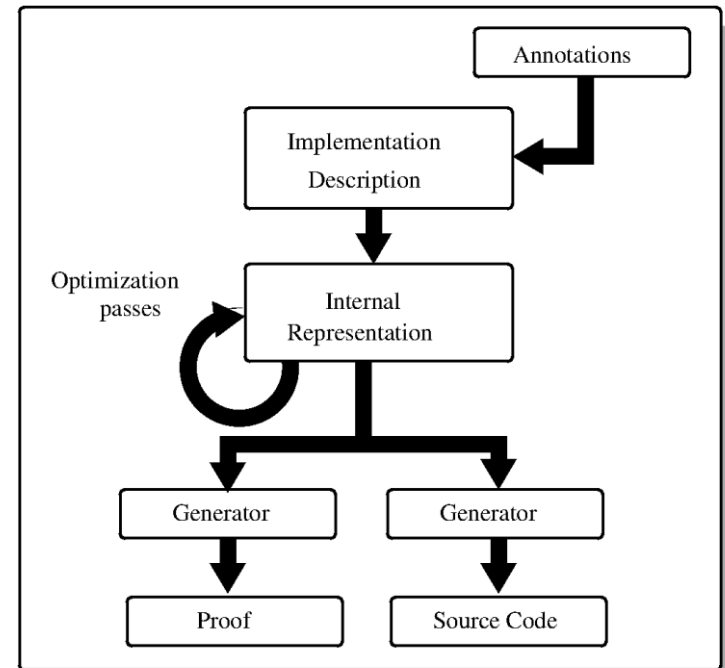 Annotations
Implementation
Description
Optimization
passes
Internal
Representation
Generator
Generator
Proof
Source Code